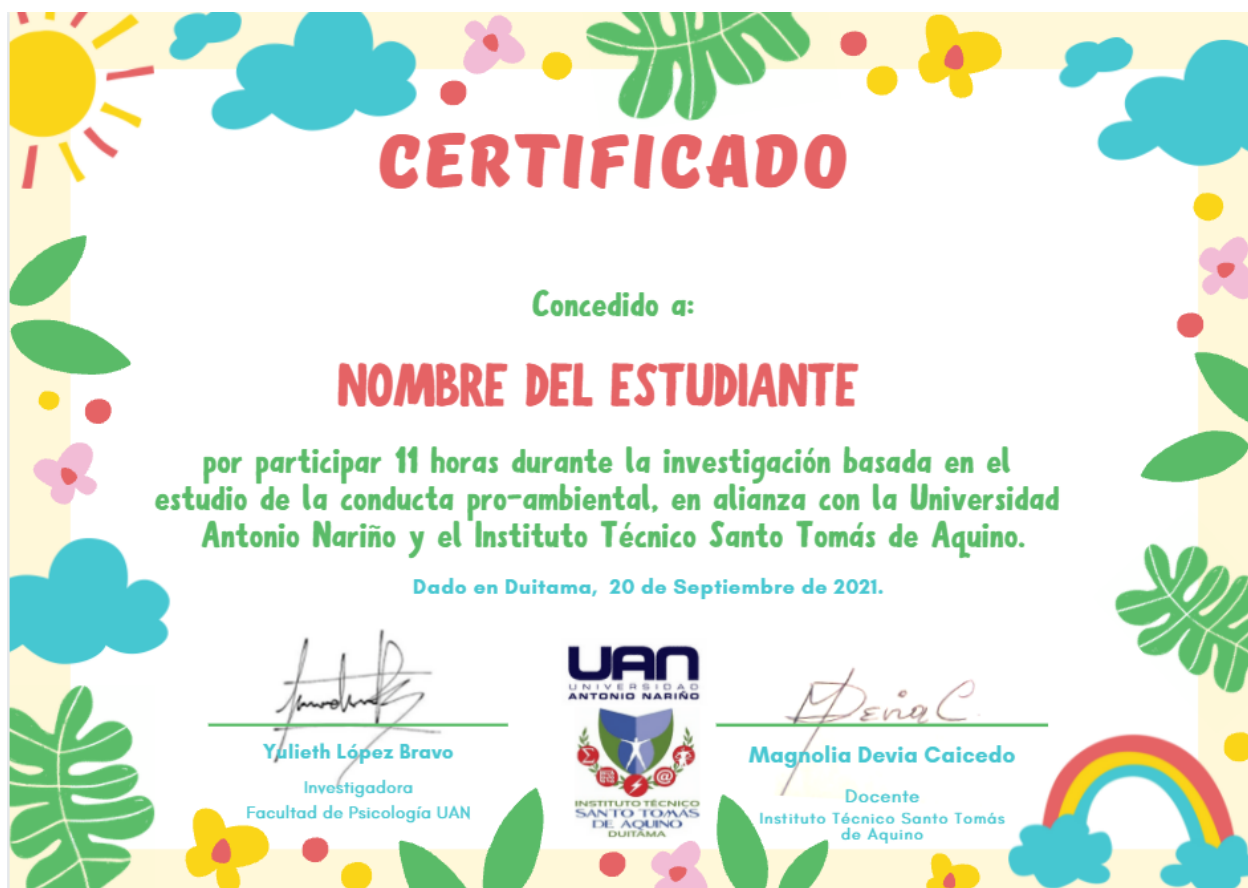 CERTIFICADO
Concedido a:
NOMBRE DEL ESTUDIANTE
por participar 11 horas durante la investigación basada en el
estudio de la conducta pro-ambiental, en alianza con la Universidad
Antonio Nariño y el Instituto Técnico Santo Tomás de Aquino.
Dado en Duitama, 20 de Septiembre de 2021.
UAN
UNIVERSIDAD
ANTONIO NARIÑO
MDevia C.
Yulieth López Bravo
Investigadora
Facultad de Psicología UAN
INSTITUTO TÉCNICO
SANTO TOMÁS
DE AQUINO
DUITAMA
Magnolia Devia Caicedo
Docente
Instituto Técnico Santo Tomás
de Aquino